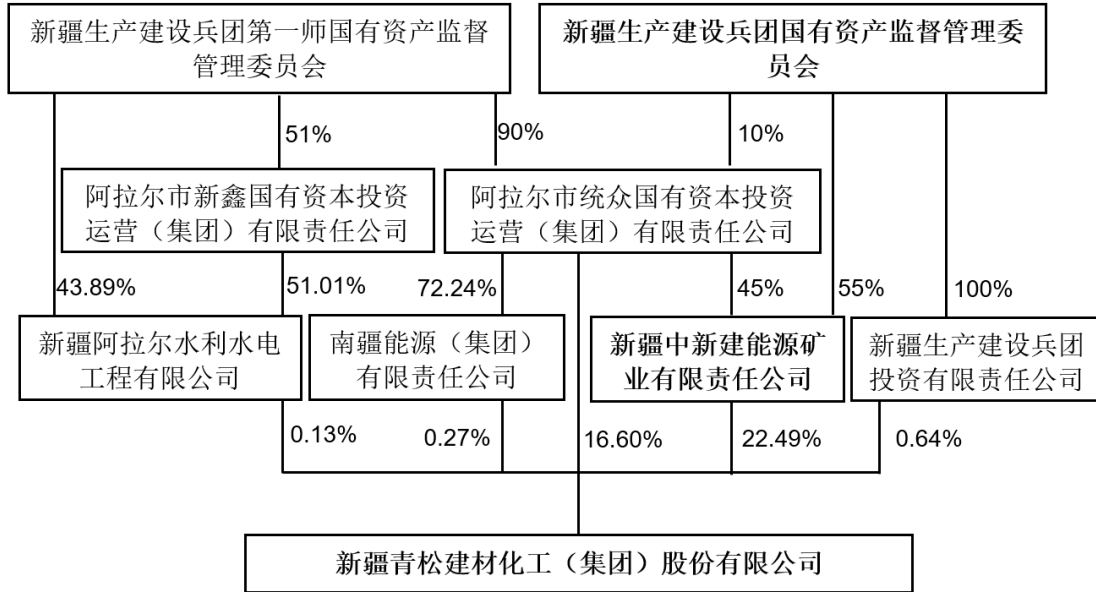 新疆生产建设兵团第一师国有资产监督
管理委员会
新疆生产建设兵团国有资产监督管理委
员会
51%
90%
10%
阿拉尔市新鑫国有资本投资
运营（集团）有限责任公司
阿拉尔市统众国有资本投资
运营（集团）有限责任公司
43.89%
51.01%
72.24%
45%
55%
100%
新疆阿拉尔水利水电
工程有限公司
南疆能源（集团）
有限责任公司
新疆中新建能源矿
业有限责任公司
新疆生产建设兵团
投资有限责任公司
0.13%
0.27%
16.60%
22.49%
0.64%
新疆青松建材化工（集团）股份有限公司